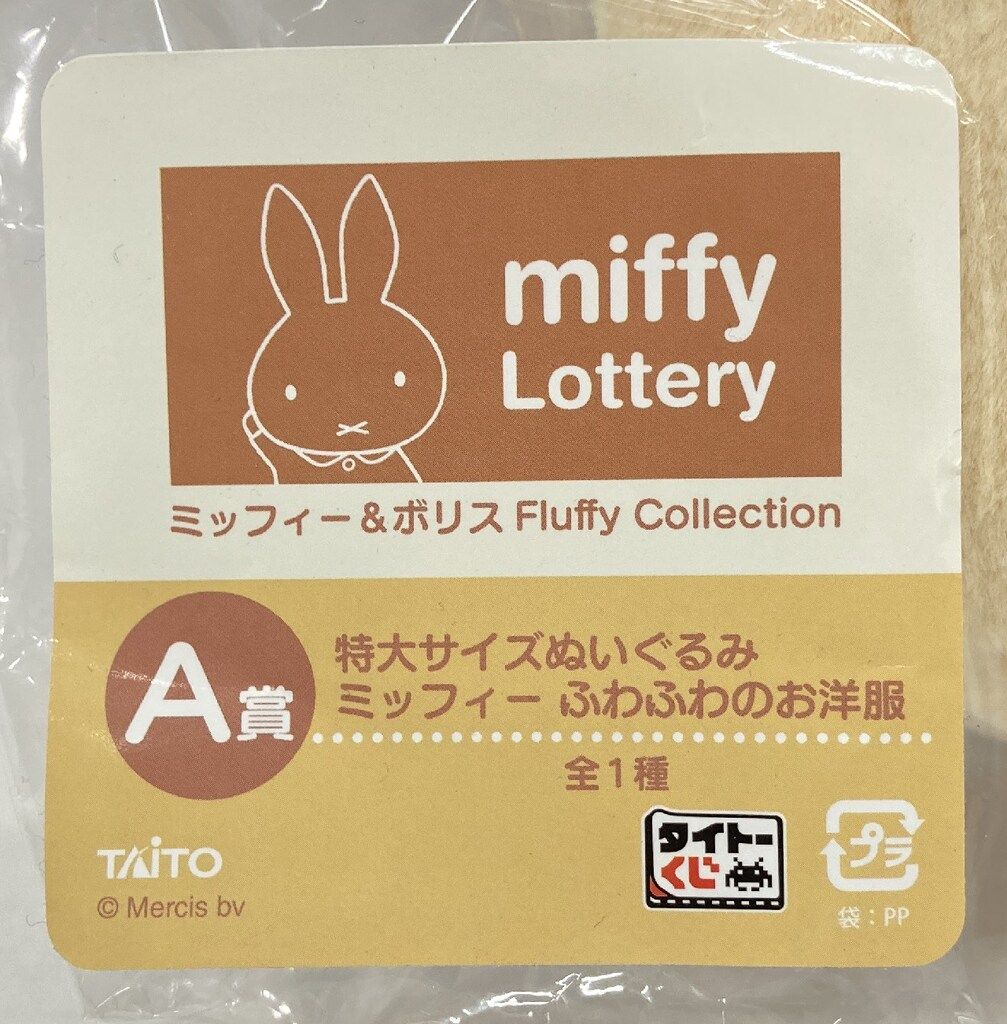 miffy
Lottery
ミッフィー&ボリス Fluffy Collection
A賞
特大サイズぬいぐるみ
ミッフィー ふわふわのお洋服
全1種
TAITO
© Mercis bv
タイトー
くじ
プラ
袋：PP